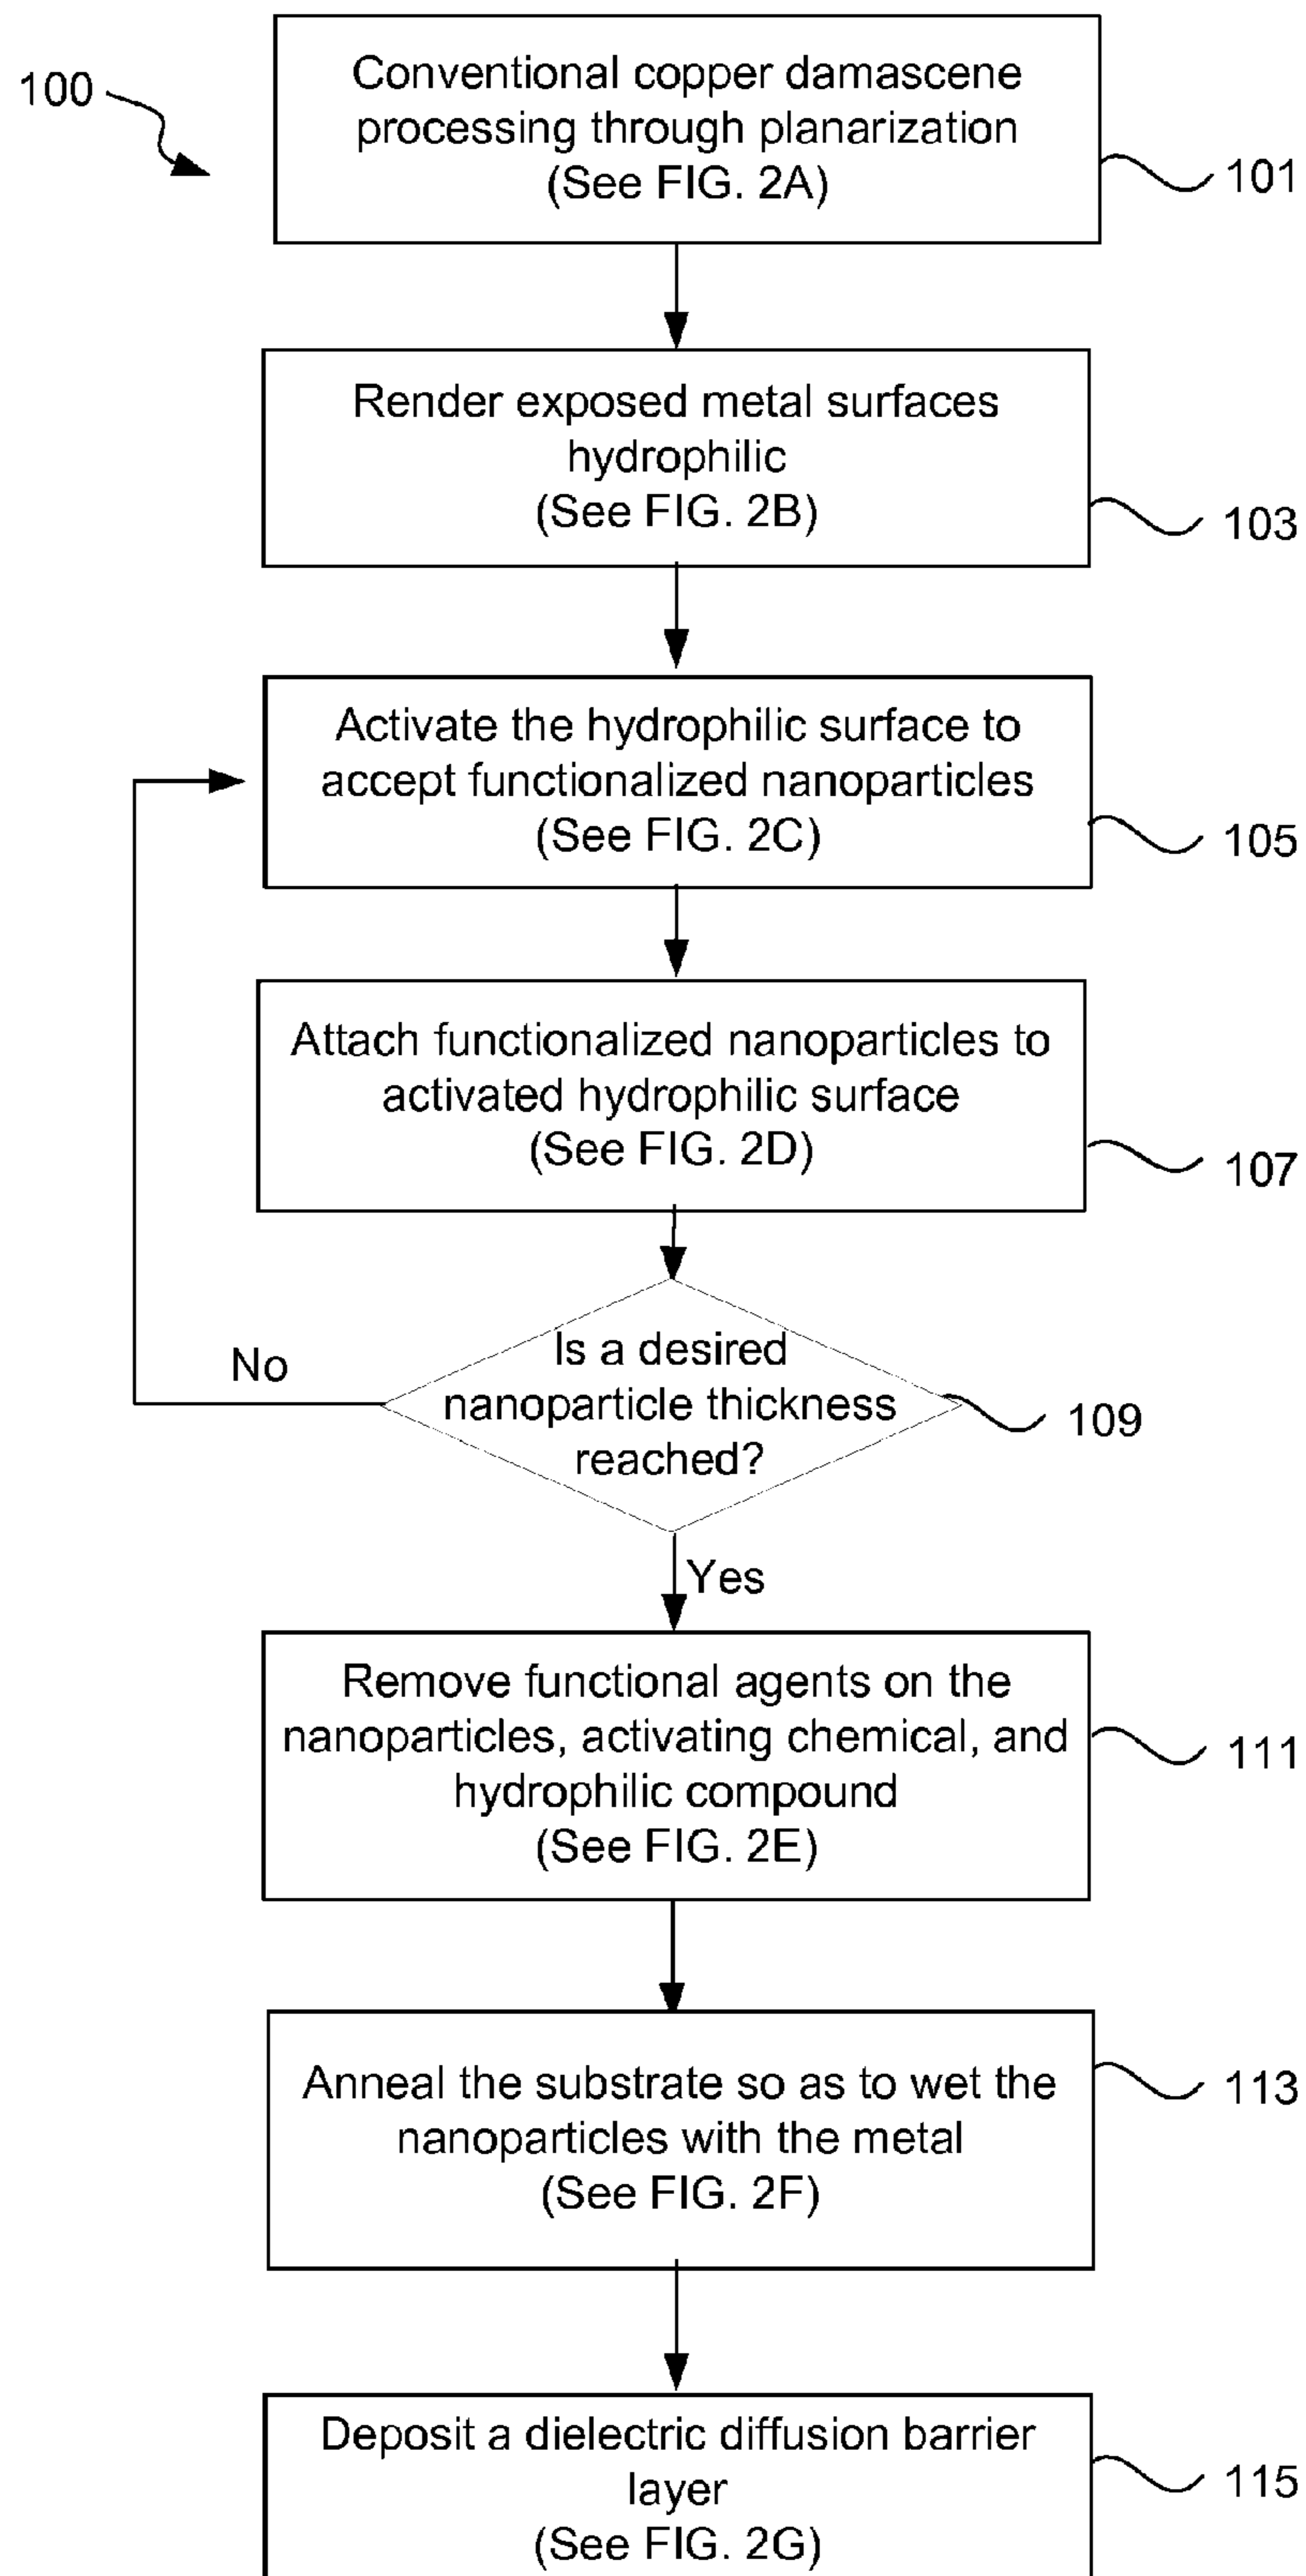 100
Conventional copper damascene
processing through planarization
(See FIG. 2A)
101
Render exposed metal surfaces
hydrophilic
(See FIG. 2B)
103
Activate the hydrophilic surface to
accept functionalized nanoparticles
(See FIG. 2C)
105
Attach functionalized nanoparticles to
activated hydrophilic surface
(See FIG. 2D)
107
Is a desired
nanoparticle thickness
reached?
109
No
Yes
Remove functional agents on the
nanoparticles, activating chemical, and
hydrophilic compound
(See FIG. 2E)
111
Anneal the substrate so as to wet the
nanoparticles with the metal
(See FIG. 2F)
113
Deposit a dielectric diffusion barrier
layer
(See FIG. 2G)
115